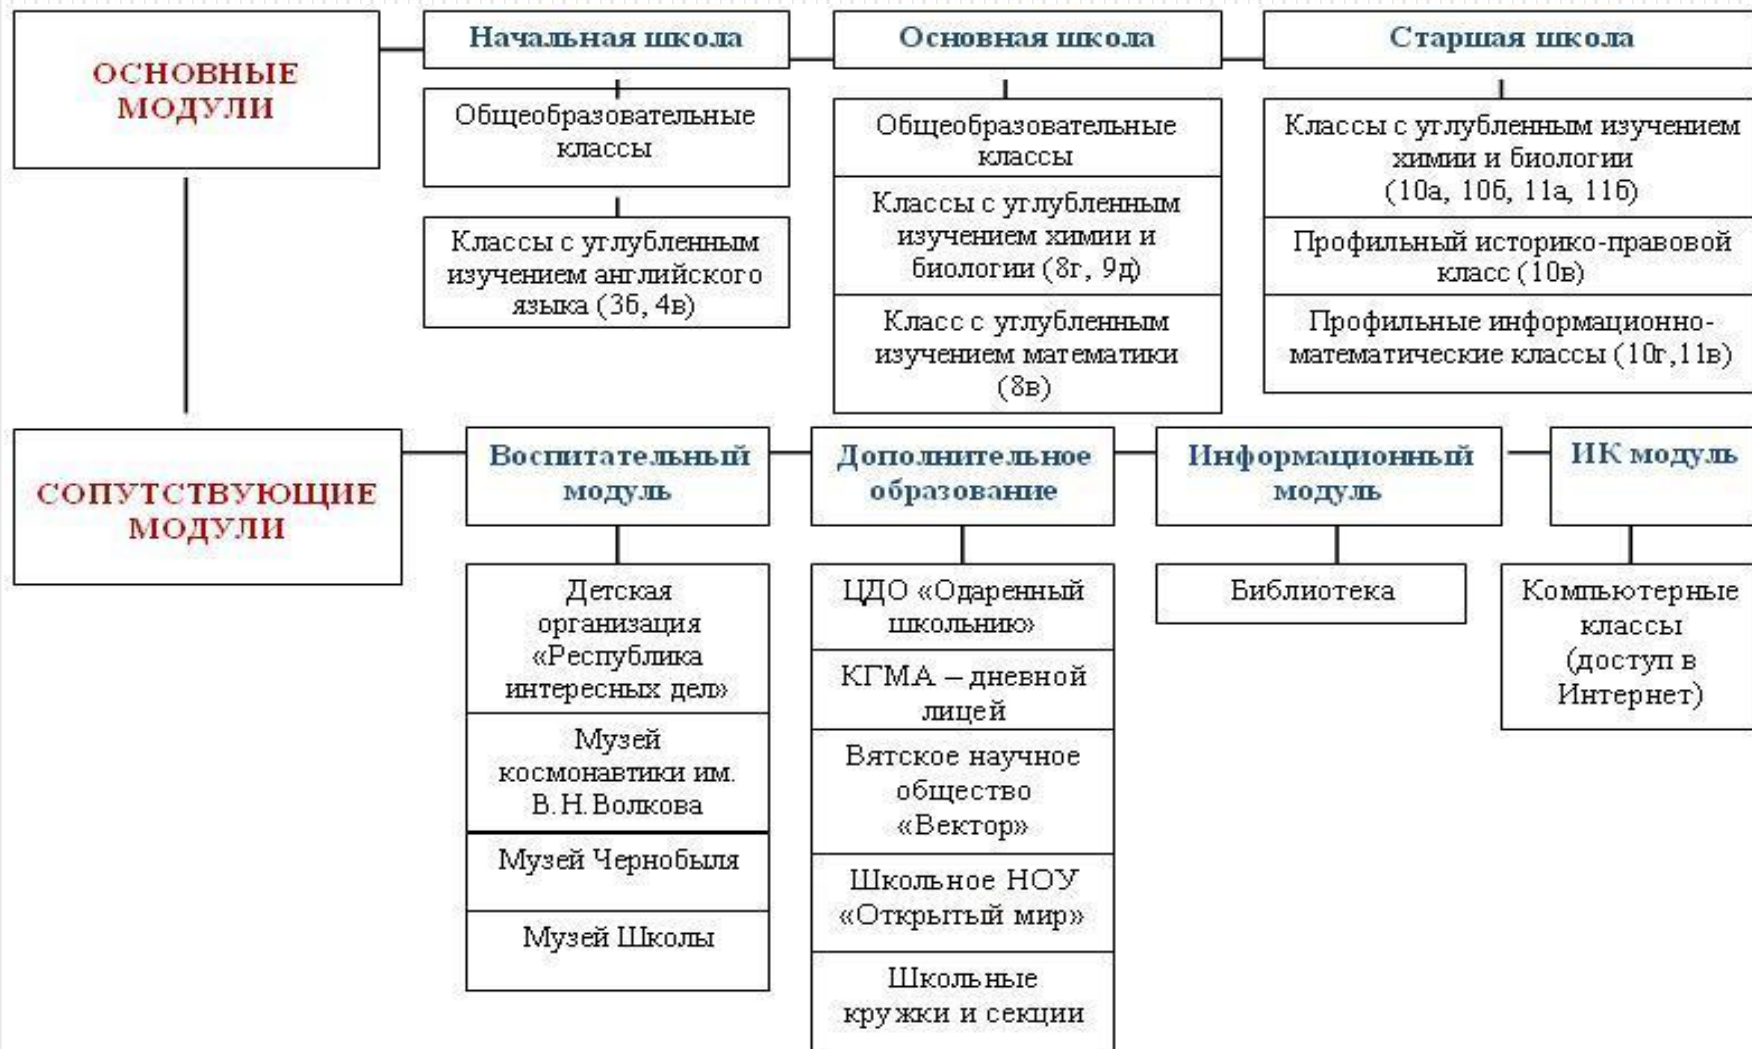 ОСНОВНЫЕ
МОДУЛИ
Начальная школа
Общеобразовательные
классы
Классы с углубленным
изучением английского
языка (3б, 4в)
Основная школа
Общеобразовательные
классы
Классы с углубленным
изучением химии и
биологии (8г, 9д)
Класс с углубленным
изучением математики
(8в)
Старшая школа
Классы с углубленным изучением
химии и биологии
(10а, 10б, 11а, 11б)
Профильный историко-правовой
класс (10в)
Профильные информационно-
математические классы (10г,11в)
СОПУТСТВУЮЩИЕ
МОДУЛИ
Воспитательный
модуль
Детская
организация
«Республика
интересных дел»
Музей
космонавтики им.
В.Н.Волкова
Музей Чернобыля
Музей Школы
Дополнительное
образование
ЦДО «Одаренный
школьнию»
КГМА – дневной
лицей
Вятское научное
общество
«Вектор»
Школьное НОУ
«Открытый мир»
Школьные
кружки и секции
Информационный
модуль
Библиотека
ИК модуль
Компьютерные
классы
(доступ в
Интернет)